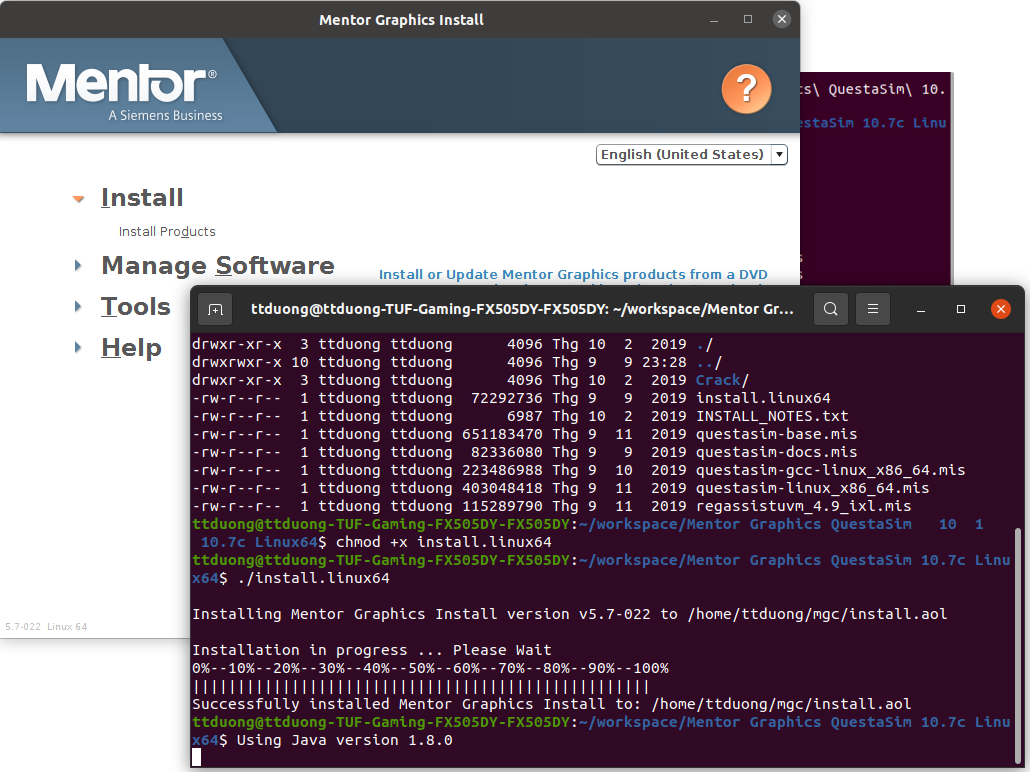 Mentor Graphics Install
Mentor®
A Siemens Business
?
cs\ QuestaSim\ 10.
estaSim 10.7c Linu
English (United States)
Install
Install Products
Manage Software
Install or Update Mentor Graphics products from a DVD
Tools
Help
5.7-022 Linux 64
ttduong@ttduong-TUF-Gaming-FX505DY-FX505DY: ~/workspace/Mentor Gr...
drwxr-xr-x  3 ttduong ttduong      4096 Thg 10  2  2019 ./
drwxrwxr-x 10 ttduong ttduong      4096 Thg 9   9 23:28 ../
drwxr-xr-x  3 ttduong ttduong      4096 Thg 10  2  2019 Crack/
-rw-r--r--  1 ttduong ttduong  72292736 Thg 9   9  2019 install.linux64
-rw-r--r--  1 ttduong ttduong      6987 Thg 10  2  2019 INSTALL_NOTES.txt
-rw-r--r--  1 ttduong ttduong 651183470 Thg 9  11  2019 questasim-base.mis
-rw-r--r--  1 ttduong ttduong  82336080 Thg 9   9  2019 questasim-docs.mis
-rw-r--r--  1 ttduong ttduong 223486988 Thg 9  10  2019 questasim-gcc-linux_x86_64.mis
-rw-r--r--  1 ttduong ttduong 403048418 Thg 9  11  2019 questasim-linux_x86_64.mis
-rw-r--r--  1 ttduong ttduong 115289790 Thg 9  11  2019 regassistuvm_4.9_ixl.mis
ttduong@ttduong-TUF-Gaming-FX505DY-FX505DY:~/workspace/Mentor Graphics QuestaSim   10  1
 10.7c Linux64$ chmod +x install.linux64
ttduong@ttduong-TUF-Gaming-FX505DY-FX505DY:~/workspace/Mentor Graphics QuestaSim 10.7c Linu
x64$ ./install.linux64
Installing Mentor Graphics Install version v5.7-022 to /home/ttduong/mgc/install.aol
Installation in progress ... Please Wait
0%--10%--20%--30%--40%--50%--60%--70%--80%--90%--100%
|||||||||||||||||||||||||||||||||||||||||||||||||||
Successfully installed Mentor Graphics Install to: /home/ttduong/mgc/install.aol
ttduong@ttduong-TUF-Gaming-FX505DY-FX505DY:~/workspace/Mentor Graphics QuestaSim 10.7c Linu
x64$ Using Java version 1.8.0